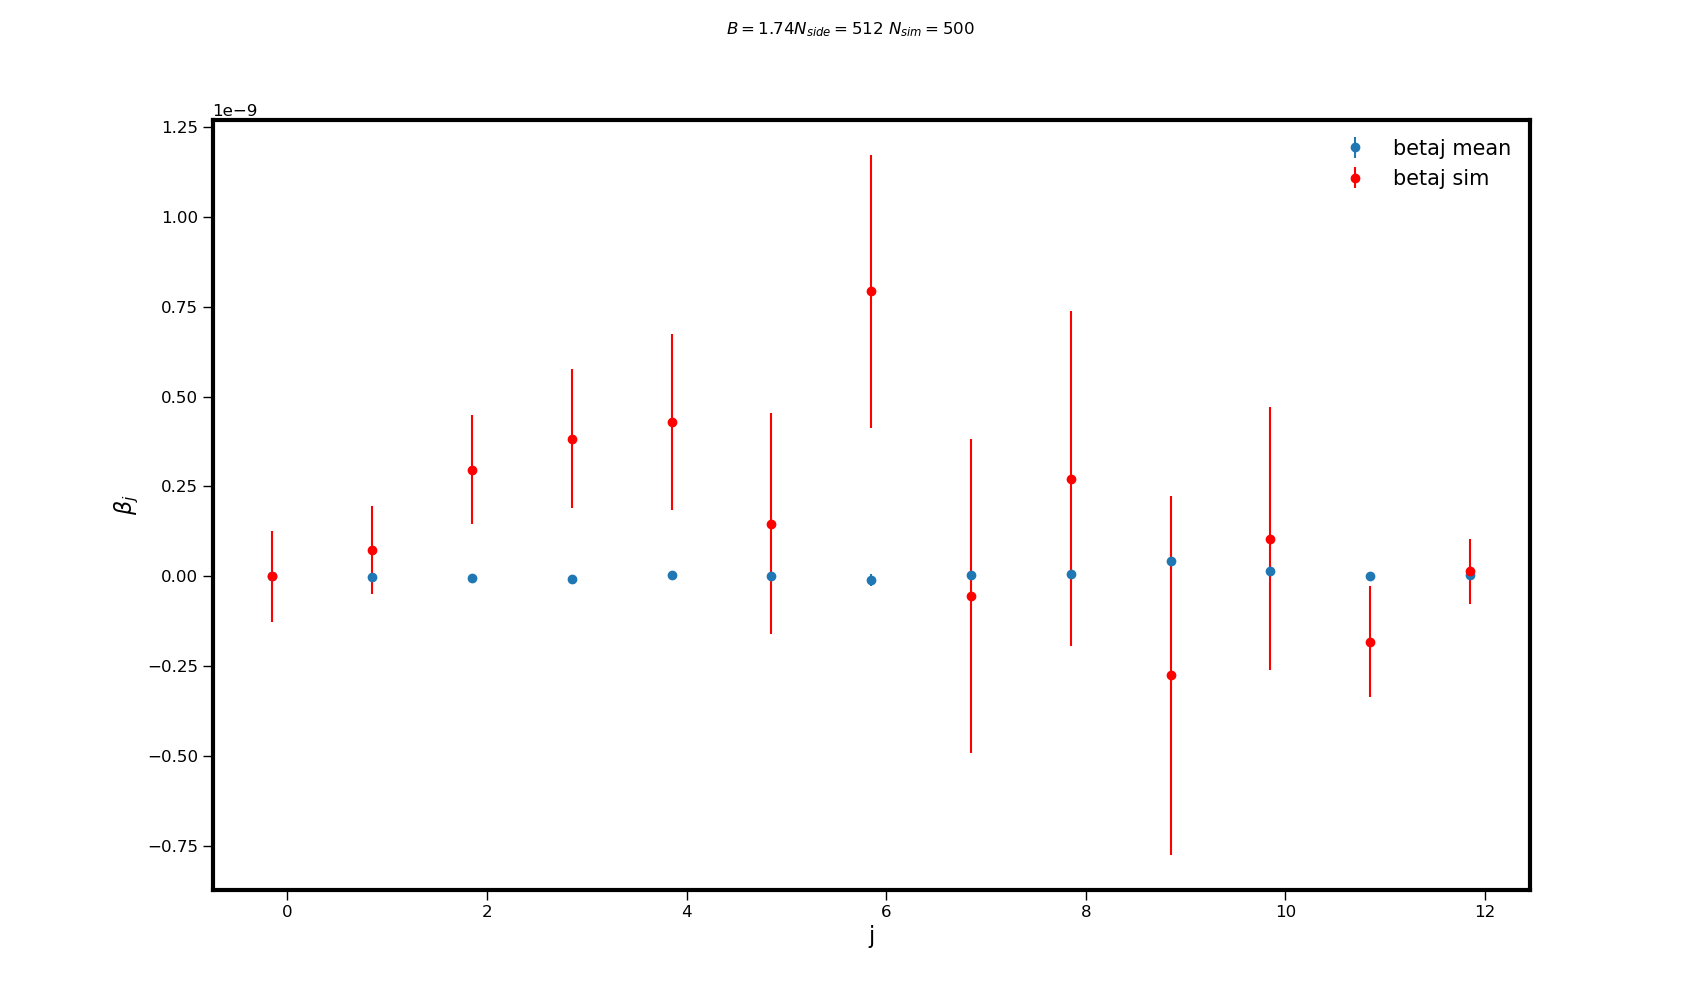 B = 1.74N_side = 512 N_sim = 500
1e−9
1.25
1.00
0.75
0.50
0.25
0.00
−0.25
−0.50
−0.75
β_j
betaj mean
betaj sim
0 2 4 6 8 10 12
j